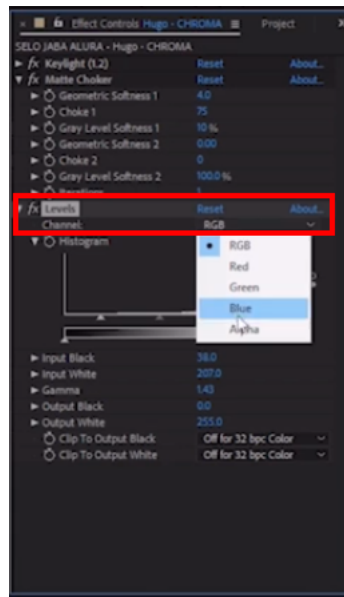 Effect Controls Hugo - CHROMA Project
SELO JABA ALURA - Hugo - CHROMA
fx Keylight (1.2) Reset About...
fx Matte Choker Reset About...
Geometric Softness 1 4.0
Choke 1 75
Gray Level Softness 1 10 %
Geometric Softness 2 0.00
Choke 2 0
Gray Level Softness 2 100.0 %
Iterations 1
fx Levels Reset About...
Channel: RGB
Histogram
RGB
Red
Green
Blue
Alpha
Input Black 38.0
Input White 207.0
Gamma 1.43
Output Black 0.0
Output White 255.0
Clip To Output Black Off for 32 bpc Color
Clip To Output White Off for 32 bpc Color